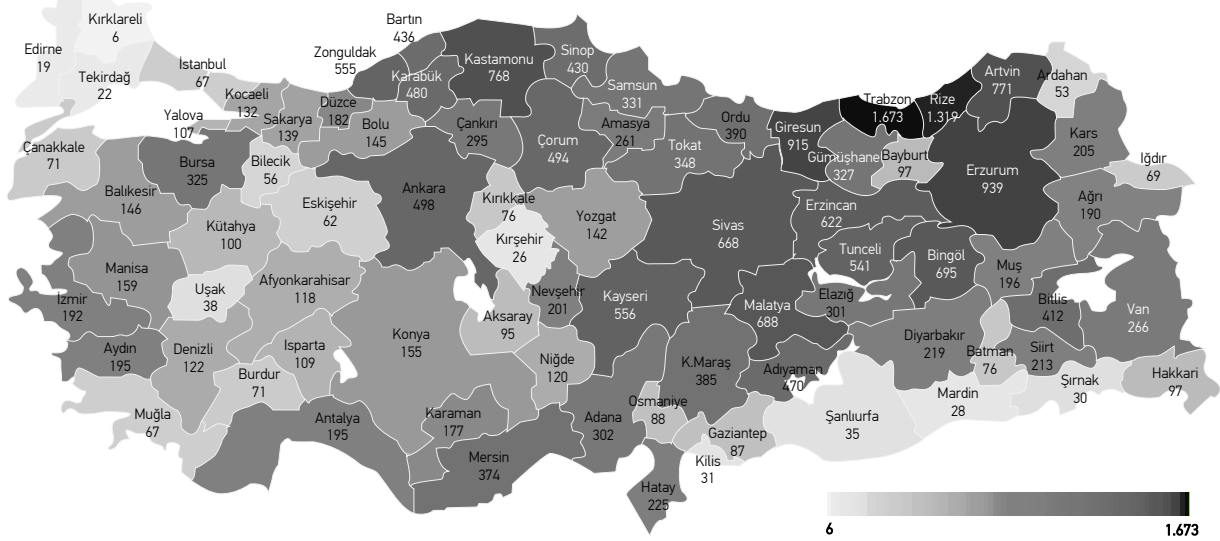 Kırklareli
6
Edirne
19
Tekirdağ
22
İstanbul
67
Kocaeli
132
Yalova
107
Sakarya
139
Düzce
182
Bolu
145
Zonguldak
555
Bartın
436
Karabük
480
Kastamonu
768
Sinop
430
Samsun
331
Çankırı
295
Çorum
494
Amasya
261
Tokat
348
Ordu
390
Giresun
915
Trabzon
1.673
Rize
1.319
Artvin
771
Ardahan
53
Kars
205
Iğdır
69
Gümüşhane
327
Bayburt
97
Erzurum
939
Ağrı
190
Çanakkale
71
Bursa
325
Bilecik
56
Balıkesir
146
Kütahya
100
Eskişehir
62
Ankara
498
Kırıkkale
76
Kırşehir
26
Yozgat
142
Sivas
668
Erzincan
622
Tunceli
541
Bingöl
695
Muş
196
Bitlis
412
Van
266
Manisa
159
Uşak
38
Afyonkarahisar
118
İzmir
192
Aydın
195
Denizli
122
Isparta
109
Burdur
71
Muğla
67
Antalya
195
Konya
155
Aksaray
95
Nevşehir
201
Niğde
120
Kayseri
556
Malatya
688
Elazığ
301
Diyarbakır
219
Batman
76
Siirt
213
Şırnak
30
Hakkari
97
Mardin
28
Şanlıurfa
35
Adıyaman
470
K.Maraş
385
Osmaniye
88
Gaziantep
87
Kilis
31
Hatay
225
Adana
302
Mersin
374
Karaman
177
6
1.673